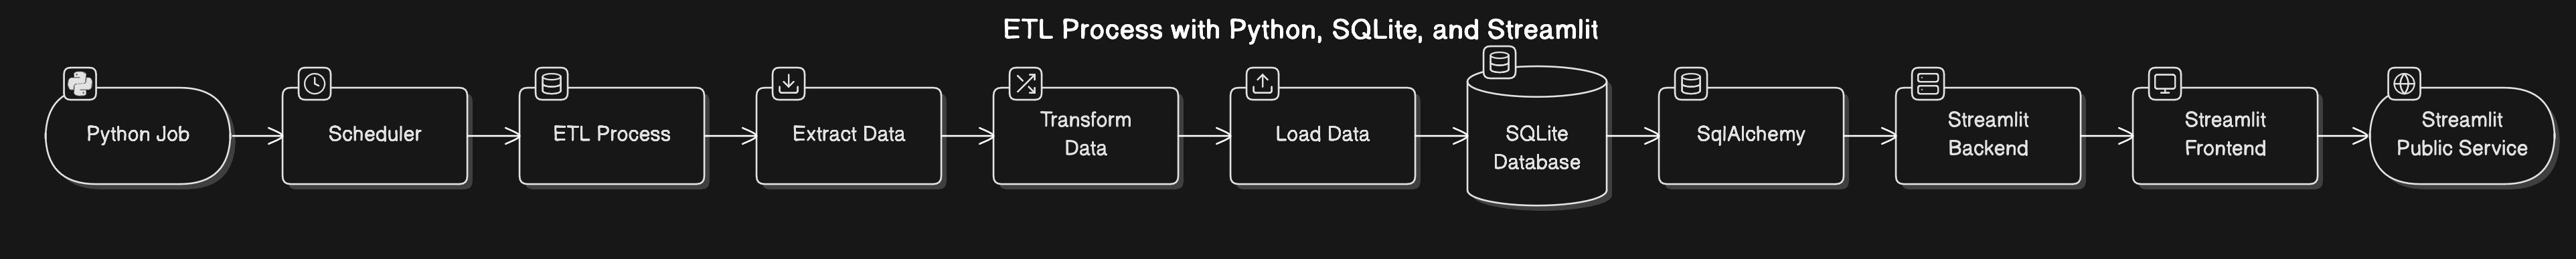 ETL Process with Python, SQLite, and Streamlit
Python Job
Scheduler
ETL Process
Extract Data
Transform
Data
Load Data
SQLite
Database
SqlAlchemy
Streamlit
Backend
Streamlit
Frontend
Streamlit
Public Service